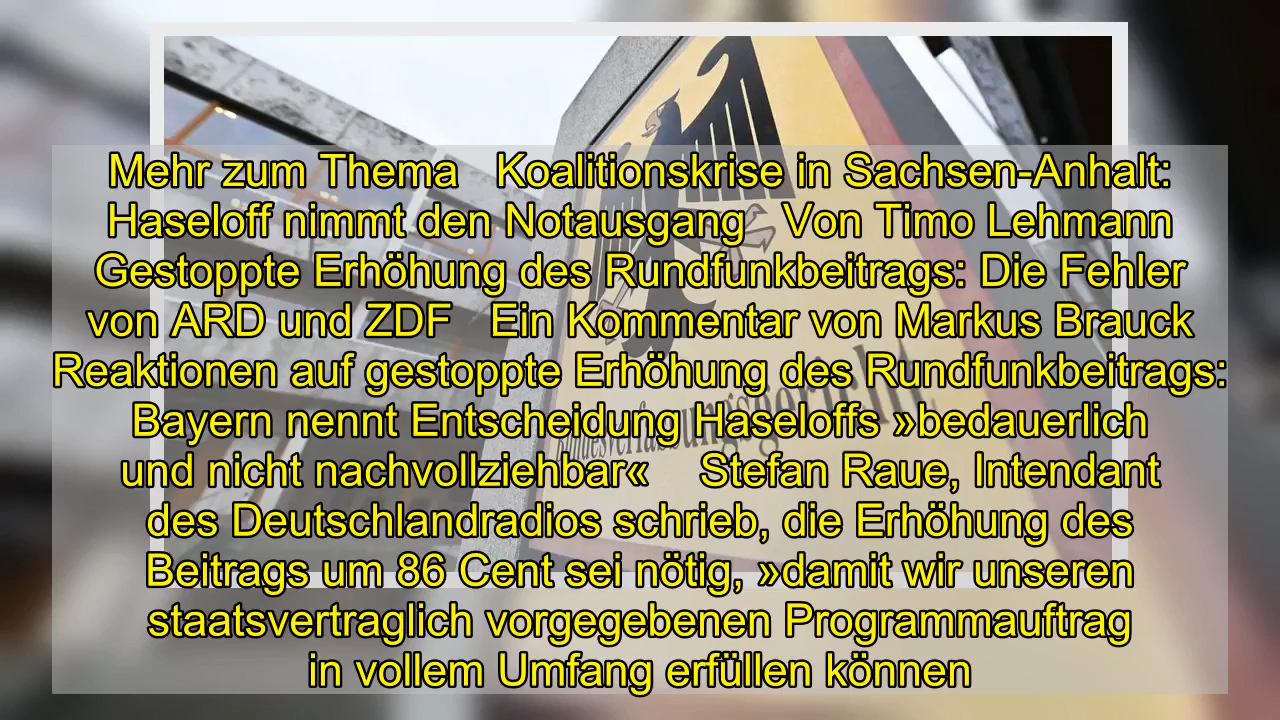 Mehr zum Thema Koalitionskrise in Sachsen-Anhalt:
Haseloff nimmt den Notausgang Von Timo Lehmann
Gestoppte Erhöhung des Rundfunkbeitrags: Die Fehler
von ARD und ZDF Ein Kommentar von Markus Brauck
Reaktionen auf gestoppte Erhöhung des Rundfunkbeitrags:
Bayern nennt Entscheidung Haseloffs »bedauerlich
und nicht nachvollziehbar« Stefan Raue, Intendant
des Deutschlandradios schrieb, die Erhöhung des
Beitrags um 86 Cent sei nötig, »damit wir unseren
staatsvertraglich vorgegebenen Programmauftrag
in vollem Umfang erfüllen können
Bundesverfassungsgericht